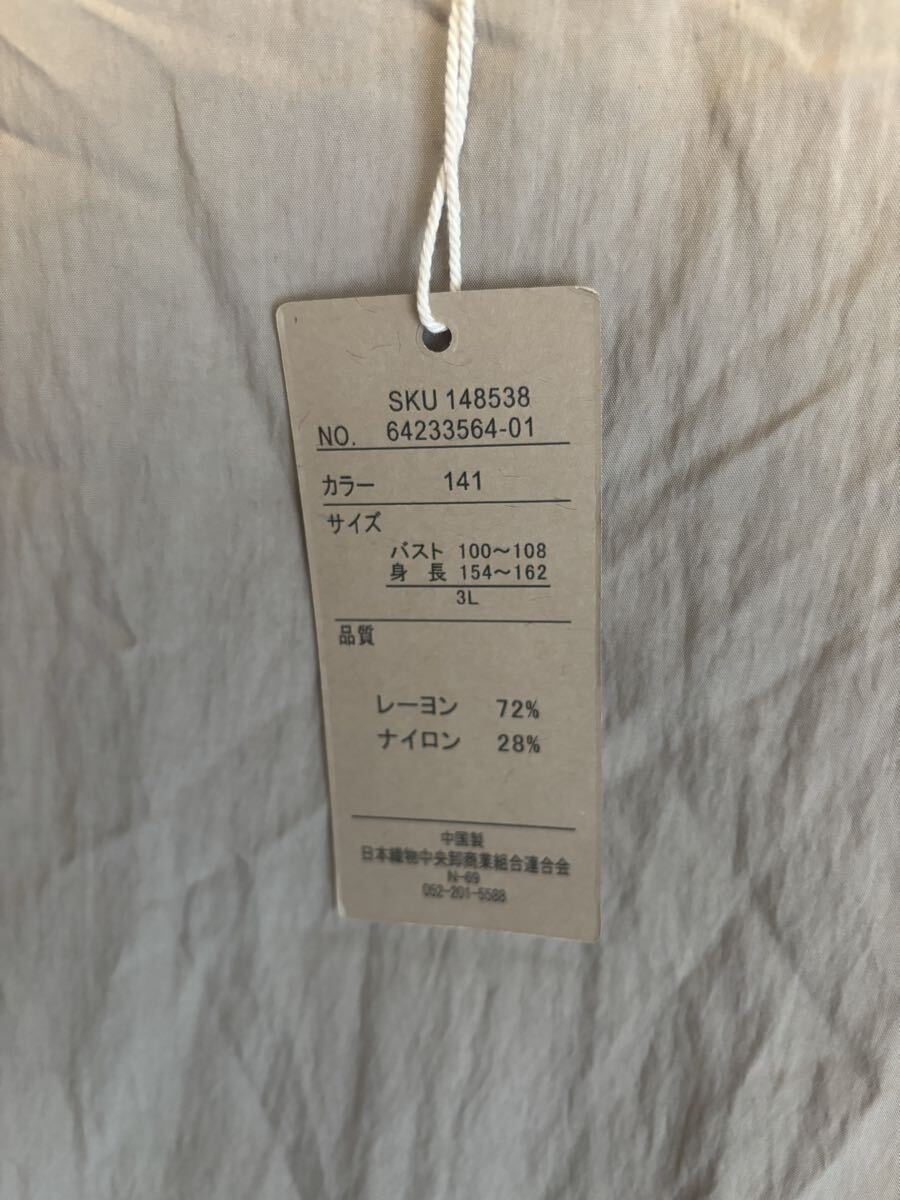 SKU 148538
NO. 64233564-01
カラー 141
サイズ
バスト 100～108
身 長 154～162
3L
品質
レーヨン 72%
ナイロン 28%
中国製
日本織物中央卸商業組合連合会
N-69
052-201-5588